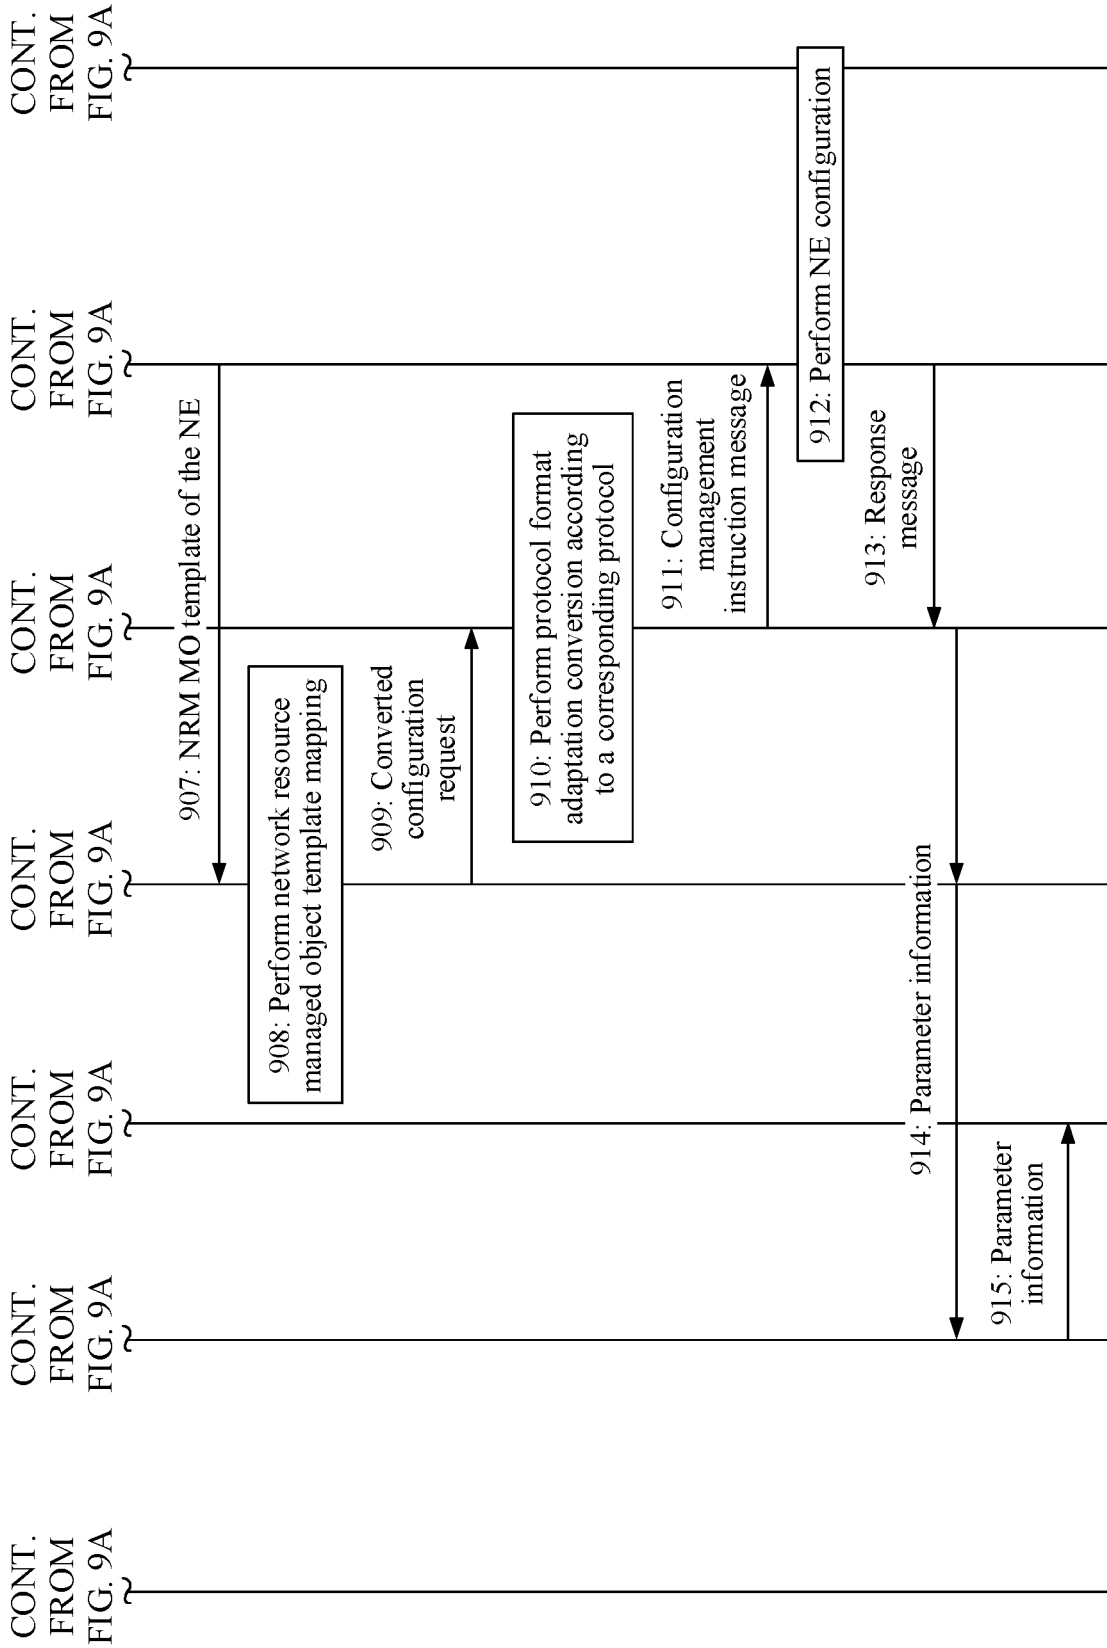 CONT.
FROM
FIG. 9A
CONT.
FROM
FIG. 9A
CONT.
FROM
FIG. 9A
CONT.
FROM
FIG. 9A
CONT.
FROM
FIG. 9A
CONT.
FROM
FIG. 9A
CONT.
FROM
FIG. 9A
907: NRM MO template of the NE
908: Perform network resource
managed object template mapping
909: Converted
configuration
request
910: Perform protocol format
adaptation conversion according
to a corresponding protocol
911: Configuration
management
instruction message
912: Perform NE configuration
913: Response
message
914: Parameter information
915: Parameter
information